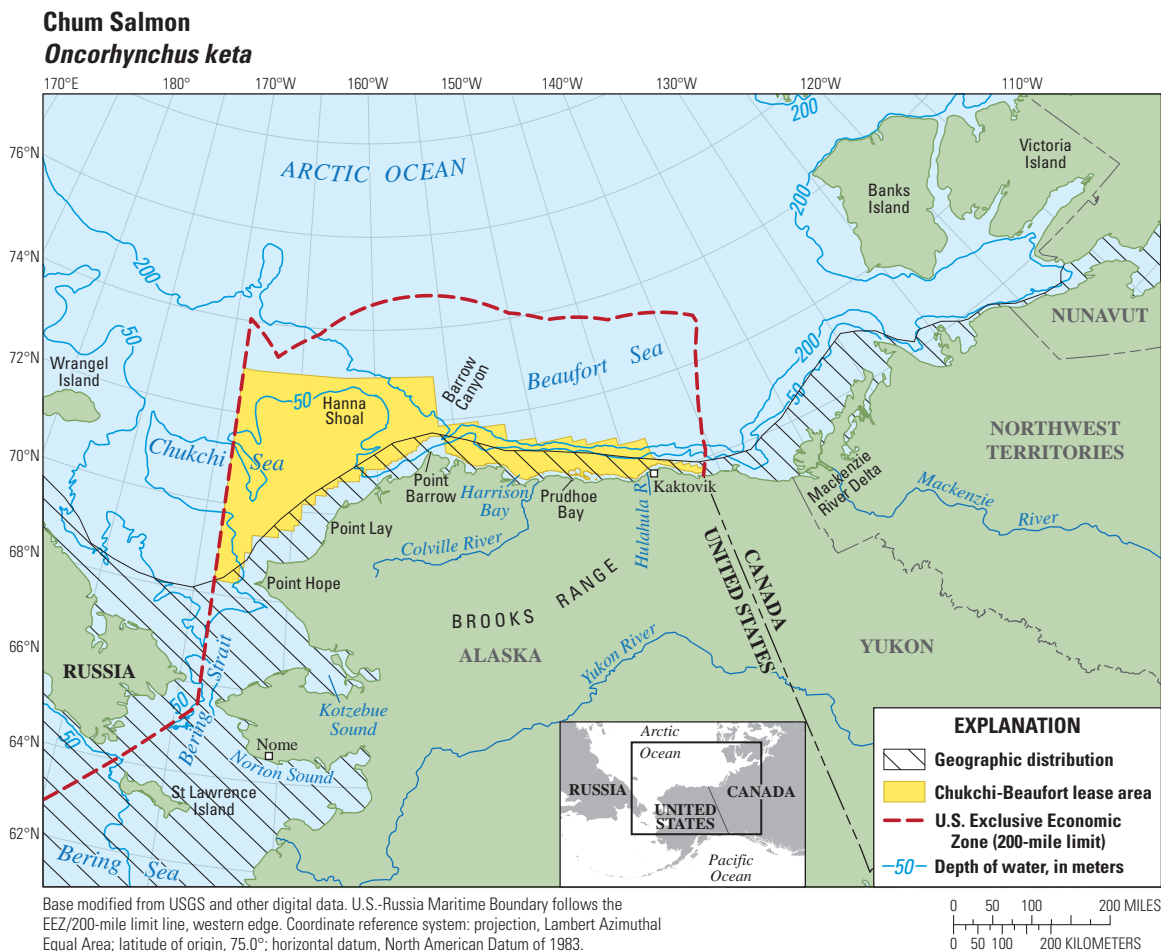 Chum Salmon
Oncorhynchus keta
170°E
180°
170°W
160°W
150°W
140°W
130°W
120°W
110°W
76°N
74°N
72°N
70°N
68°N
66°N
64°N
62°N
ARCTIC OCEAN
200
200
200
200
Victoria
Island
Banks
Island
NUNAVUT
50
Wrangel
Island
Beaufort Sea
Barrow
Canyon
50
Hanna
Shoal
50
Chukchi Sea
NORTHWEST
TERRITORIES
Mackenzie
River Delta
Mackenzie
River
Point
Barrow
Harrison
Bay
Prudhoe
Bay
Hulahula R
Kaktovik
Point Lay
Colville River
Point Hope
BROOKS RANGE
CANADA
UNITED STATES
ALASKA
YUKON
Yukon River
RUSSIA
Bering Strait
50
50
Kotzebue
Sound
Nome
Norton Sound
St Lawrence
Island
Bering Sea
Arctic
Ocean
RUSSIA
CANADA
UNITED
STATES
Pacific
Ocean
EXPLANATION
Geographic distribution
Chukchi-Beaufort lease area
U.S. Exclusive Economic
Zone (200-mile limit)
50 Depth of water, in meters
Base modified from USGS and other digital data. U.S.-Russia Maritime Boundary follows the
EEZ/200-mile limit line, western edge. Coordinate reference system: projection, Lambert Azimuthal
Equal Area; latitude of origin, 75.0°; horizontal datum, North American Datum of 1983.
0 50 100 200 MILES
0 50 100 200 KILOMETERS